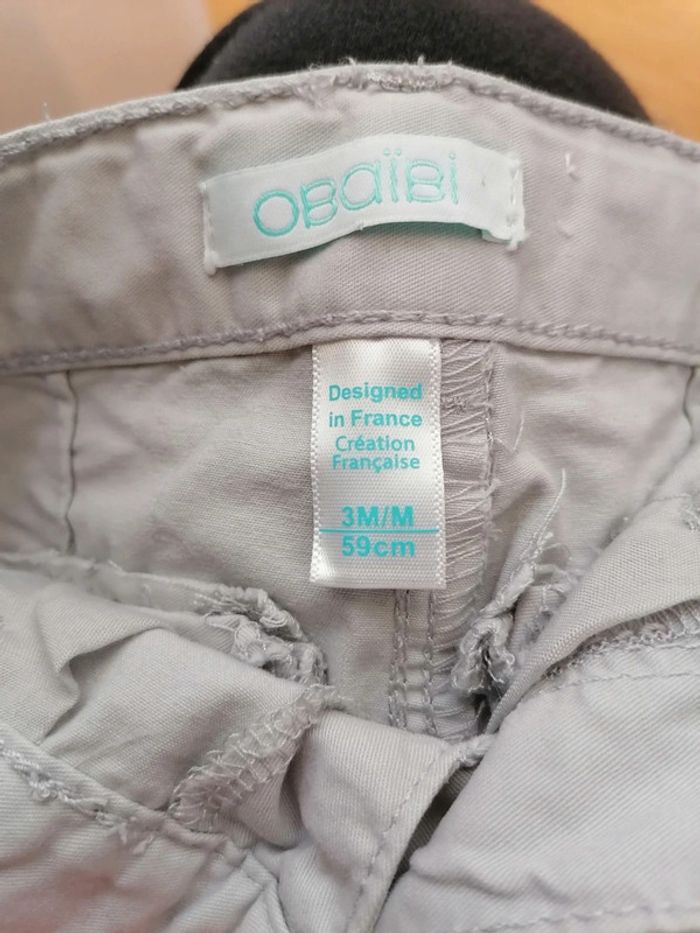 OBaïBi
Designed
in France
Création
Française
3M/M
59cm